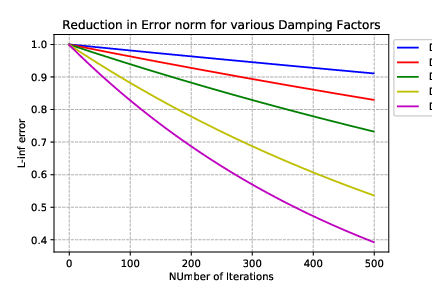 Reduction in Error norm for various Damping Factors
1.0
0.9
0.8
0.7
0.6
0.5
0.4
L-inf error
0 100 200 300 400 500
NUmber of Iterations